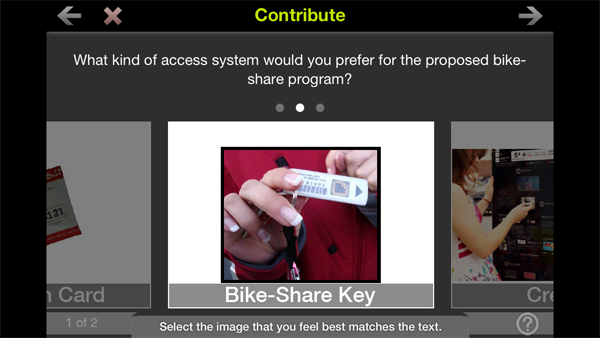 Contribute
What kind of access system would you prefer for the proposed bike-
share program?
121
Card
Bike-Share Key
Cre
1 of 2
Select the image that you feel best matches the text.
?